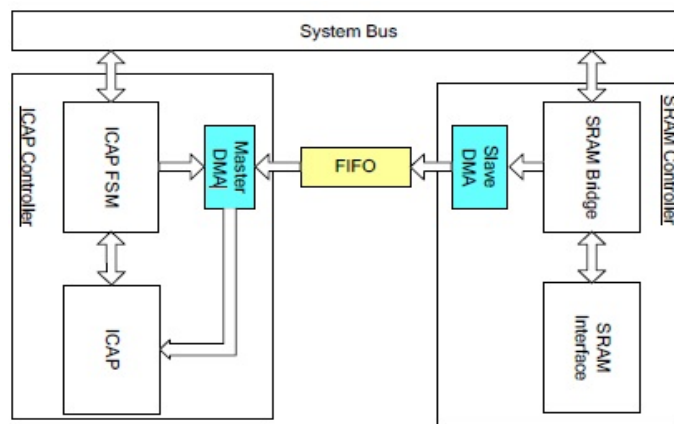 System Bus
ICAP Controller
ICAP FSM
Master
DMA
FIFO
Slave
DMA
SRAM Bridge
SRAM Controller
ICAP
SRAM
Interface